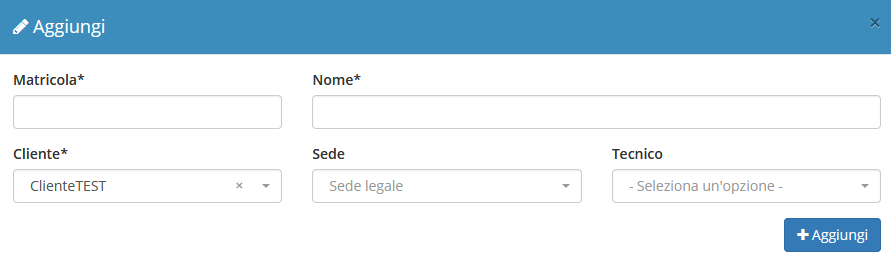 Aggiungi ×
Matricola* Nome*
Cliente* Sede Tecnico
ClienteTEST × Sede legale - Seleziona un'opzione -
+ Aggiungi